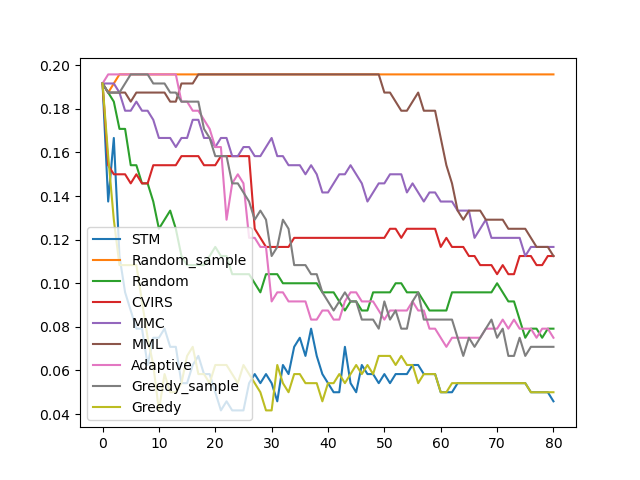 0.20
0.18
0.16
0.14
0.12
0.10
0.08
0.06
0.04
STM
Random_sample
Random
CVIRS
MMC
MML
Adaptive
Greedy_sample
Greedy
0 10 20 30 40 50 60 70 80